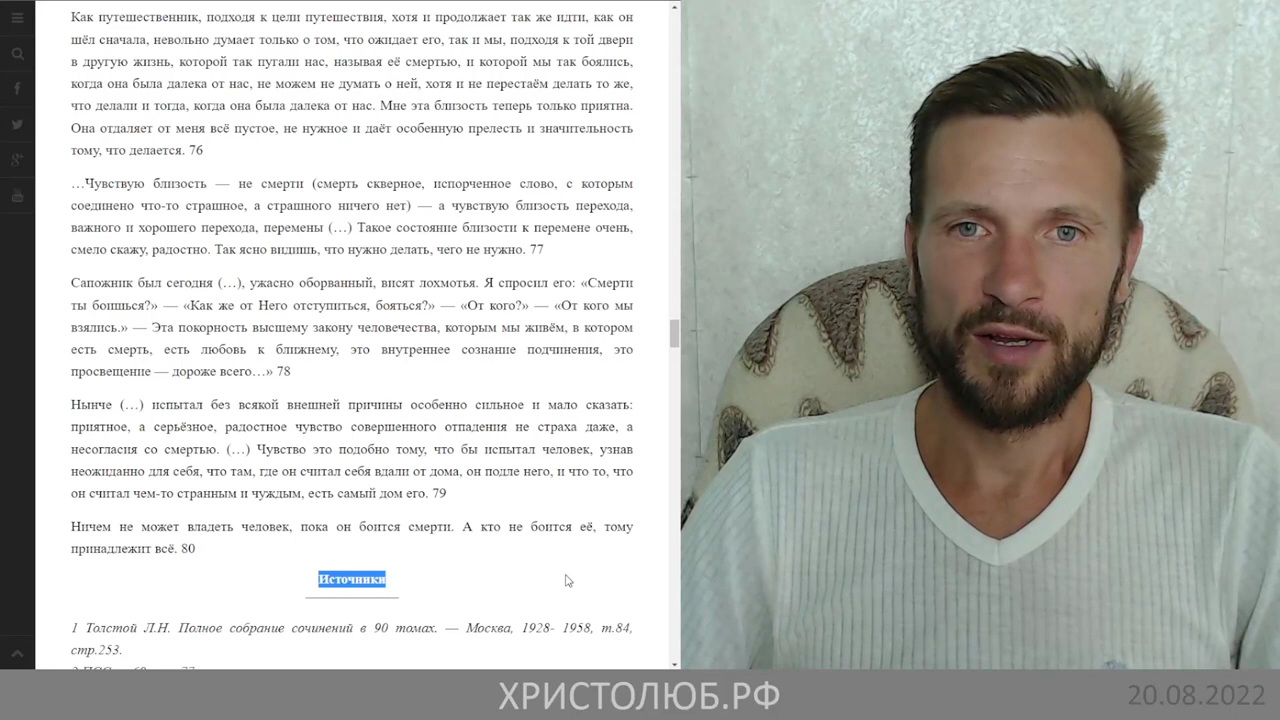 Как путешественник, подходя к цели путешествия, хотя и продолжает так же идти, как он
шёл сначала, невольно думает только о том, что ожидает его, так и мы, подходя к той двери
в другую жизнь, которой так пугали нас, называя её смертью, и которой мы так боялись,
когда она была далека от нас, не можем не думать о ней, хотя и не перестаём делать то же,
что делали и тогда, когда она была далека от нас. Мне эта близость теперь только приятна.
Она отдаляет от меня всё пустое, не нужное и даёт особенную прелесть и значительность
тому, что делается. 76
…Чувствую близость — не смерти (смерть скверное, испорченное слово, с которым
соединено что-то страшное, а страшного ничего нет) — а чувствую близость перехода,
важного и хорошего перехода, перемены (…) Такое состояние близости к перемене очень,
смело скажу, радостно. Так ясно видишь, что нужно делать, чего не нужно. 77
Сапожник был сегодня (…), ужасно оборванный, висят лохмотья. Я спросил его: «Смерти
ты боишься?» — «Как же от Него отступиться, бояться?» — «От кого?» — «От кого мы
взялись.» — Эта покорность высшему закону человечества, которым мы живём, в котором
есть смерть, есть любовь к ближнему, это внутреннее сознание подчинения, это
просвещение — дороже всего…» 78
Нынче (…) испытал без всякой внешней причины особенно сильное и мало сказать:
приятное, а серьёзное, радостное чувство совершенного отпадения не страха даже, а
несогласия со смертью. (…) Чувство это подобно тому, что бы испытал человек, узнав
неожиданно для себя, что там, где он считал себя вдали от дома, он подле него, и что то, что
он считал чем-то странным и чуждым, есть самый дом его. 79
Ничем не может владеть человек, пока он боится смерти. А кто не боится её, тому
принадлежит всё. 80
Источники
1 Толстой Л.Н. Полное собрание сочинений в 90 томах. — Москва, 1928- 1958, т.84,
стр.253.
ХРИСТОЛЮБ.РФ
20.08.2022